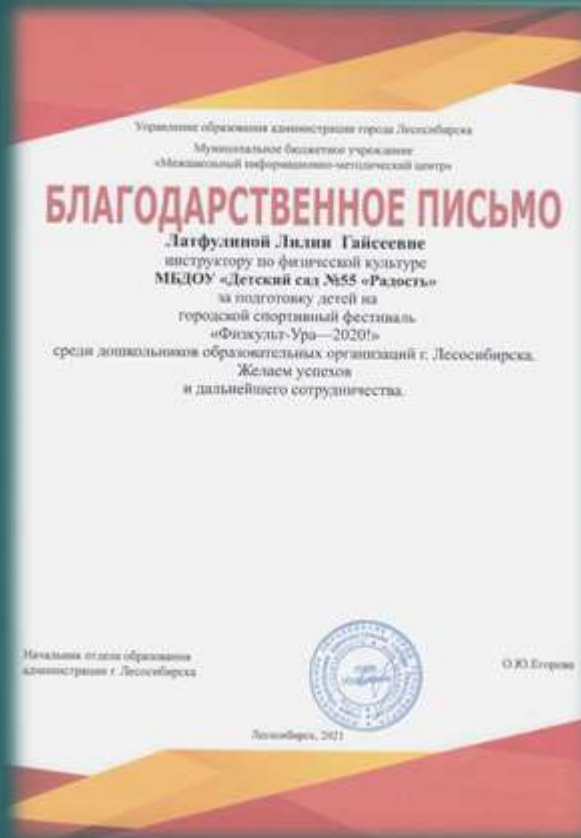 Управление образования администрации города Лесосибирска
Муниципальное бюджетное учреждение
«Межшкольный информационно-методический центр»
БЛАГОДАРСТВЕННОЕ ПИСЬМО
Латфулиной Лилии Гайсеевне
инструктору по физической культуре
МБДОУ «Детский сад №55 «Радость»
за подготовку детей на
городской спортивный фестиваль
«Физкульт-Ура—2020!»
среди дошкольников образовательных организаций г. Лесосибирска.
Желаем успехов
и дальнейшего сотрудничества.
Начальник отдела образования
администрации г. Лесосибирска
О.Ю.Егорова
Лесосибирск, 2021